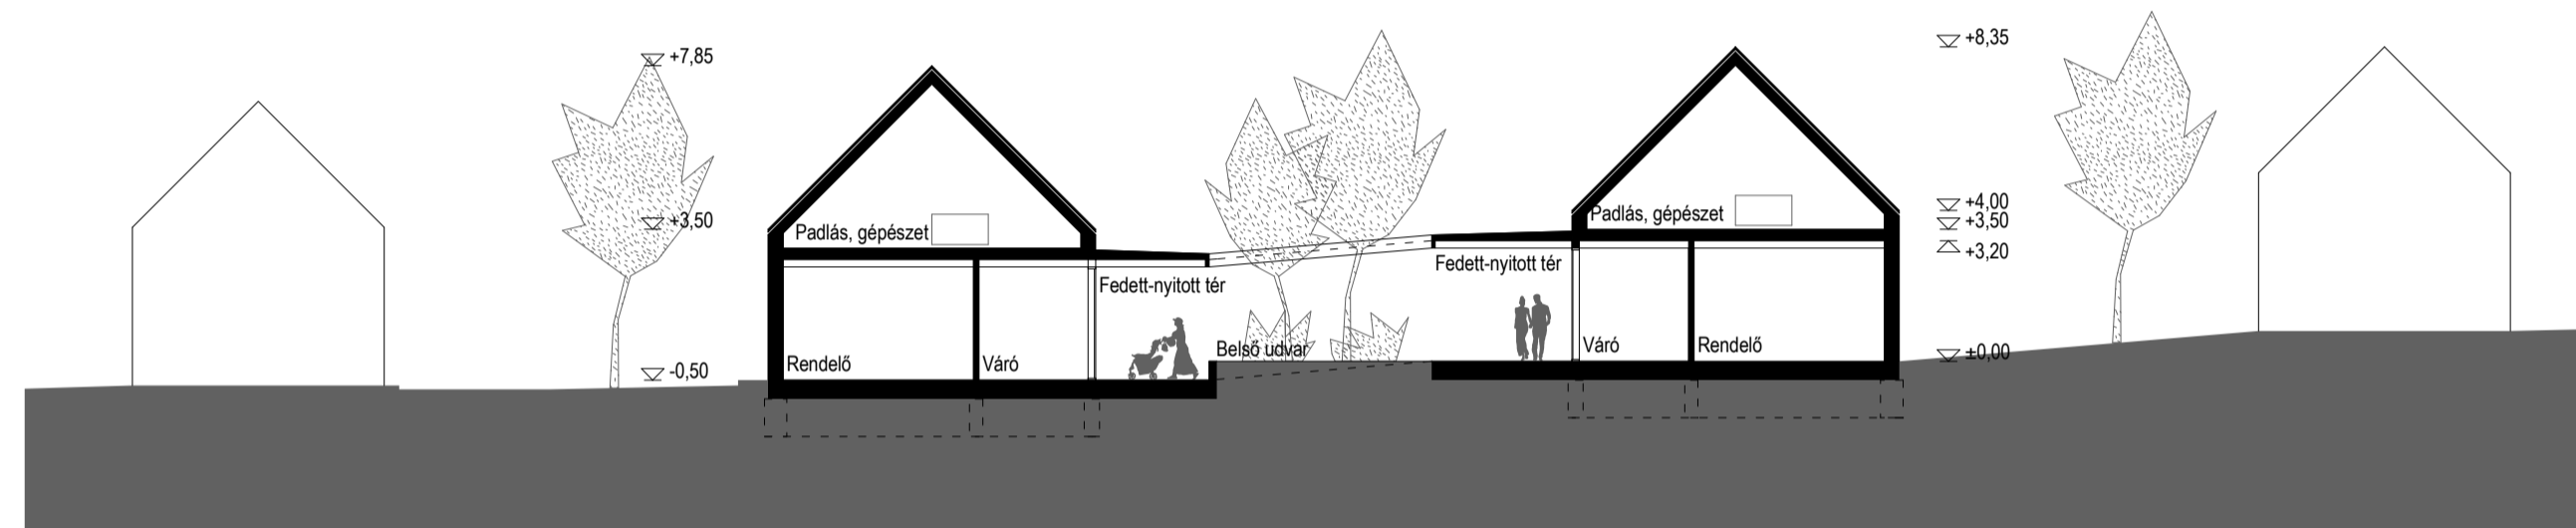 +7,85
+8,35
+4,00
+3,50
+3,50
+3,20
Padlás, gépészet
Padlás, gépészet
Fedett-nyitott tér
Fedett-nyitott tér
Belső udvar
Váró
Rendelő
±0,00
Rendelő
Váró
-0,50